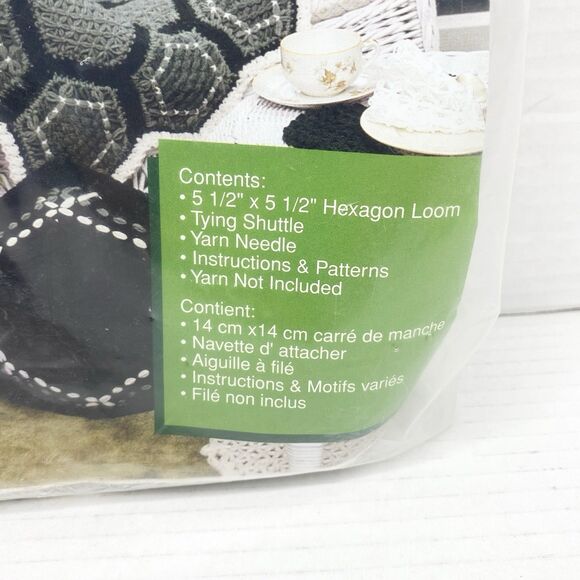 Contents:
• 5 1/2" x 5 1/2" Hexagon Loom
• Tying Shuttle
• Yarn Needle
• Instructions & Patterns
• Yarn Not Included
Contient:
• 14 cm x14 cm carré de manche
• Navette d' attacher
• Aiguille à filé
• Instructions & Motifs variés
• Filé non inclus